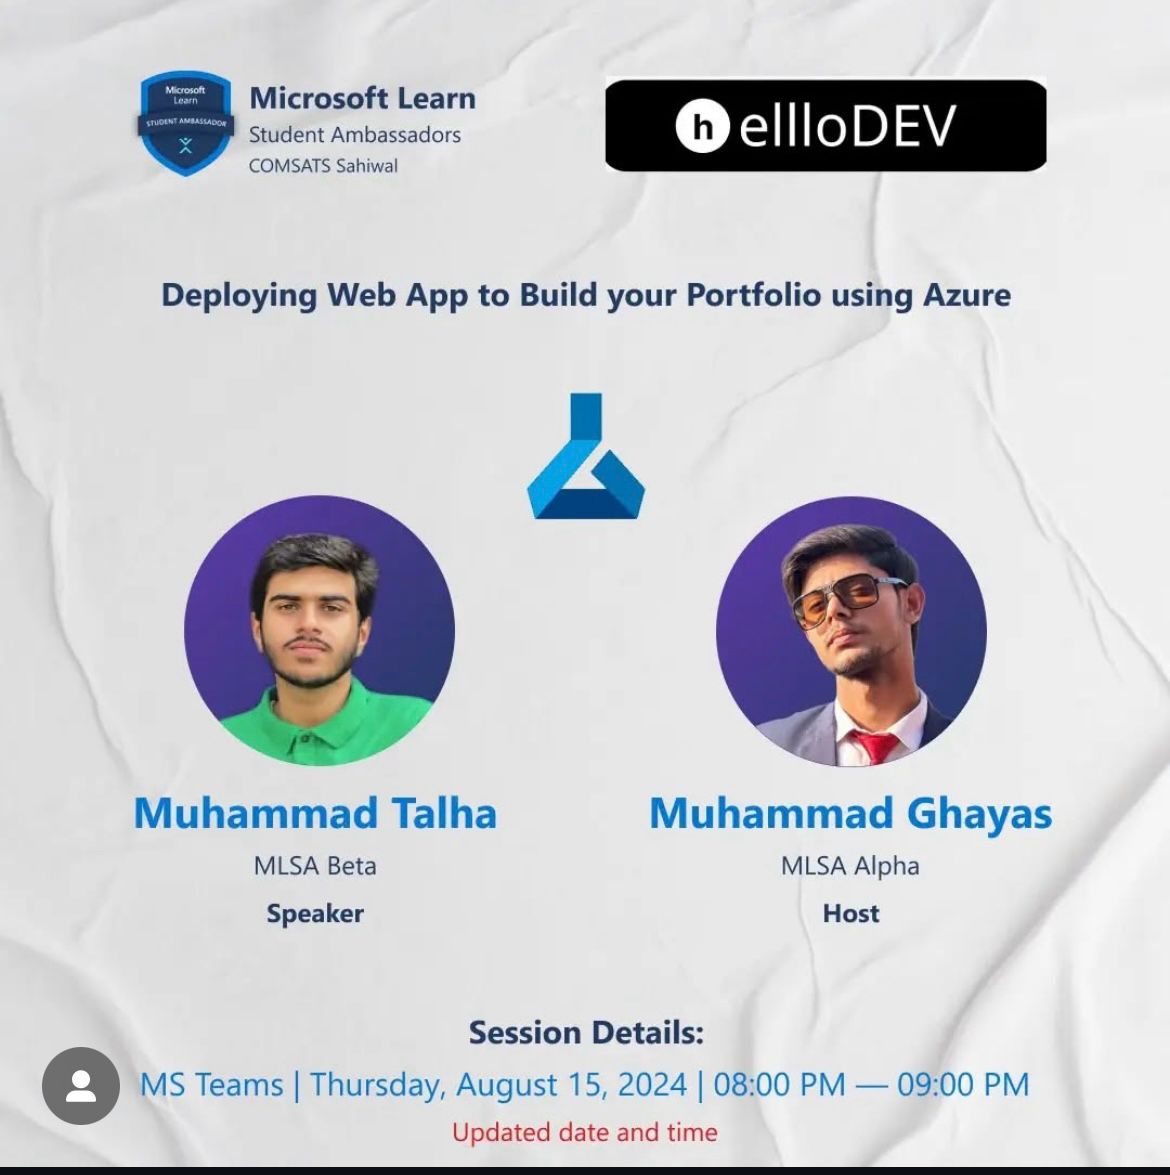 Microsoft
Learn
STUDENT AMBASSADOR
Microsoft Learn
Student Ambassadors
COMSATS Sahiwal
h ellloDEV
Deploying Web App to Build your Portfolio using Azure
Muhammad Talha
MLSA Beta
Speaker
Muhammad Ghayas
MLSA Alpha
Host
Session Details:
MS Teams | Thursday, August 15, 2024 | 08:00 PM — 09:00 PM
Updated date and time